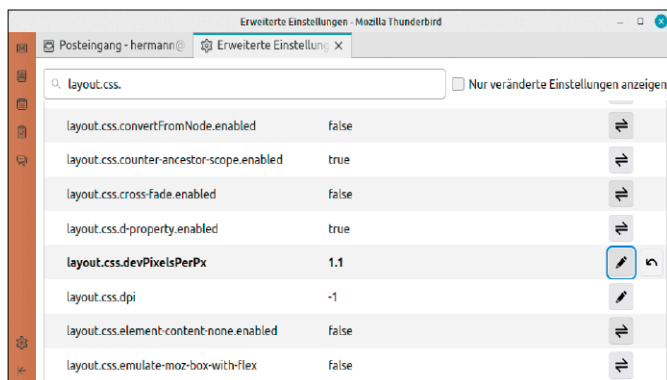 Erweiterte Einstellungen - Mozilla Thunderbird
Posteingang - hermann@
Erweiterte Einstellung
layout.css.
Nur veränderte Einstellungen anzeigen
layout.css.convertFromNode.enabled false
layout.css.counter-ancestor-scope.enabled true
layout.css.cross-fade.enabled false
layout.css.d-property.enabled true
layout.css.devPixelsPerPx 1.1
layout.css.dpi -1
layout.css.element-content-none.enabled false
layout.css.emulate-moz-box-with-flex false